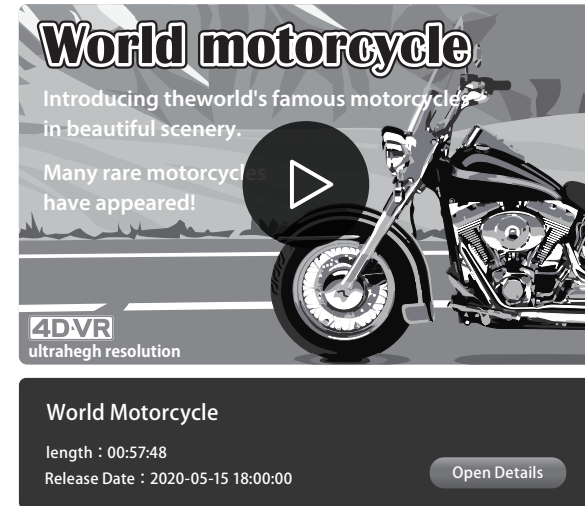 World motorcycle
Introducing theworld's famous motorcycles
in beautiful scenery.
Many rare motorcycles
have appeared!
4D·VR
ultrahegh resolution
World Motorcycle
length：00:57:48
Release Date：2020-05-15 18:00:00
Open Details